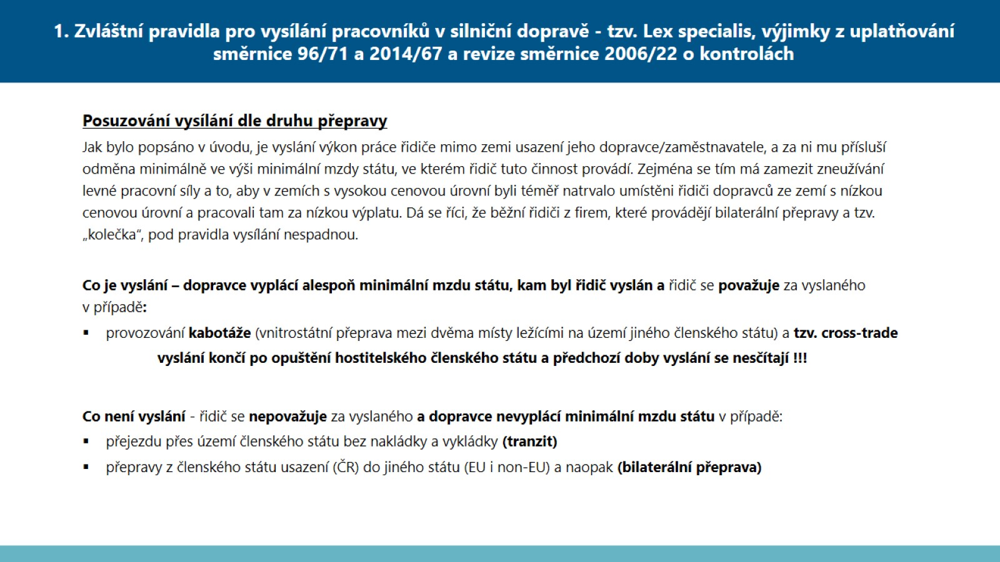 1. Zvláštní pravidla pro vysílání pracovníků v silniční dopravě - tzv. Lex specialis, výjimky z uplatňování
směrnice 96/71 a 2014/67 a revize směrnice 2006/22 o kontrolách
Posuzování vysílání dle druhu přepravy
Jak bylo popsáno v úvodu, je vyslání výkon práce řidiče mimo zemi usazení jeho dopravce/zaměstnavatele, a za ni mu přísluší
odměna minimálně ve výši minimální mzdy státu, ve kterém řidič tuto činnost provádí. Zejména se tím má zamezit zneužívání
levné pracovní síly a to, aby v zemích s vysokou cenovou úrovní byli téměř natrvalo umístěni řidiči dopravců ze zemí s nízkou
cenovou úrovní a pracovali tam za nízkou výplatu. Dá se říci, že běžní řidiči z firem, které provádějí bilaterální přepravy a tzv.
„kolečka“, pod pravidla vysílání nespadnou.
Co je vyslání – dopravce vyplácí alespoň minimální mzdu státu, kam byl řidič vyslán a řidič se považuje za vyslaného
v případě:
▪ provozování kabotáže (vnitrostátní přeprava mezi dvěma místy ležícími na území jiného členského státu) a tzv. cross-trade
vyslání končí po opuštění hostitelského členského státu a předchozí doby vyslání se nesčítají !!!
Co není vyslání - řidič se nepovažuje za vyslaného a dopravce nevyplácí minimální mzdu státu v případě:
▪ přejezdu přes území členského státu bez nakládky a vykládky (tranzit)
▪ přepravy z členského státu usazení (ČR) do jiného státu (EU i non-EU) a naopak (bilaterální přeprava)